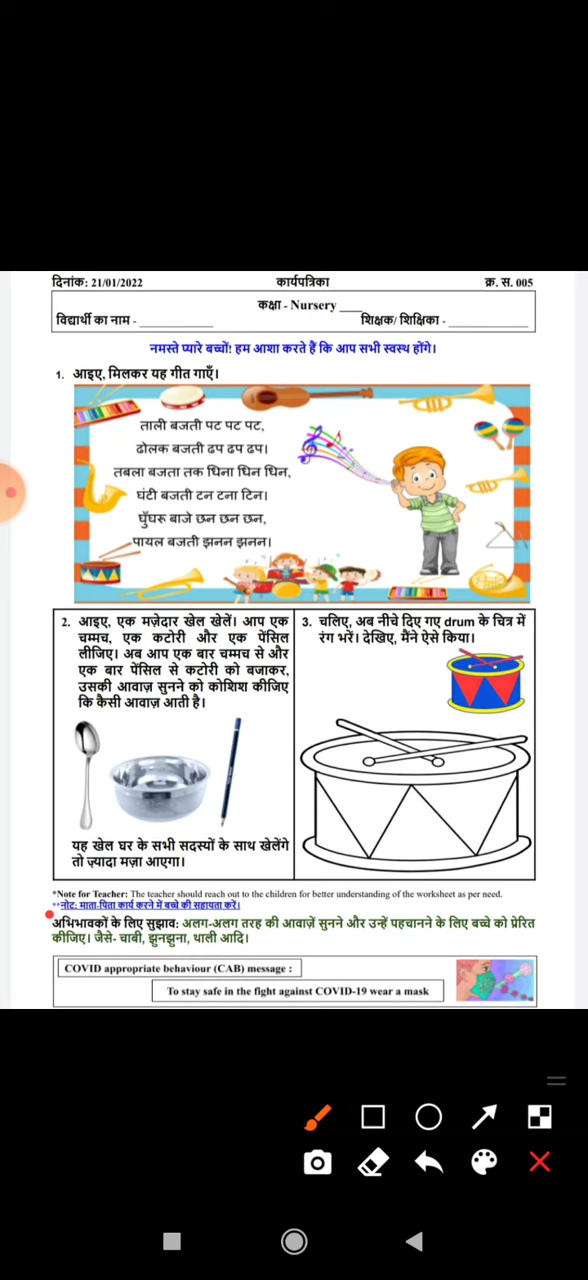 दिनांक: 21/01/2022 कार्यपत्रिका क्र. स. 005
कक्षा - Nursery ____
विद्यार्थी का नाम - ____________ शिक्षक/ शिक्षिका - ____________
नमस्ते प्यारे बच्चों! हम आशा करते हैं कि आप सभी स्वस्थ होंगे।
1. आइए, मिलकर यह गीत गाएँ।
ताली बजती पट पट पट,
ढोलक बजती ढप ढप ढप।
तबला बजता तक धिना धिन धिन,
घंटी बजती टन टना टिन।
घुँघरू बाजे छन छन छन,
पायल बजती झनन झनन।
2. आइए, एक मज़ेदार खेल खेलें। आप एक
चम्मच, एक कटोरी और एक पेंसिल
लीजिए। अब आप एक बार चम्मच से और
एक बार पेंसिल से कटोरी को बजाकर,
उसकी आवाज़ सुनने को कोशिश कीजिए
कि कैसी आवाज़ आती है।
यह खेल घर के सभी सदस्यों के साथ खेलेंगे
तो ज़्यादा मज़ा आएगा।
3. चलिए, अब नीचे दिए गए drum के चित्र में
रंग भरें। देखिए, मैंने ऐसे किया।
*Note for Teacher: The teacher should reach out to the children for better understanding of the worksheet as per need.
**नोट: माता-पिता कार्य करने में बच्चे की सहायता करें।
अभिभावकों के लिए सुझाव: अलग-अलग तरह की आवाज़ें सुनने और उन्हें पहचानने के लिए बच्चे को प्रेरित
कीजिए। जैसे- चाबी, झुनझुना, थाली आदि।
COVID appropriate behaviour (CAB) message :
To stay safe in the fight against COVID-19 wear a mask